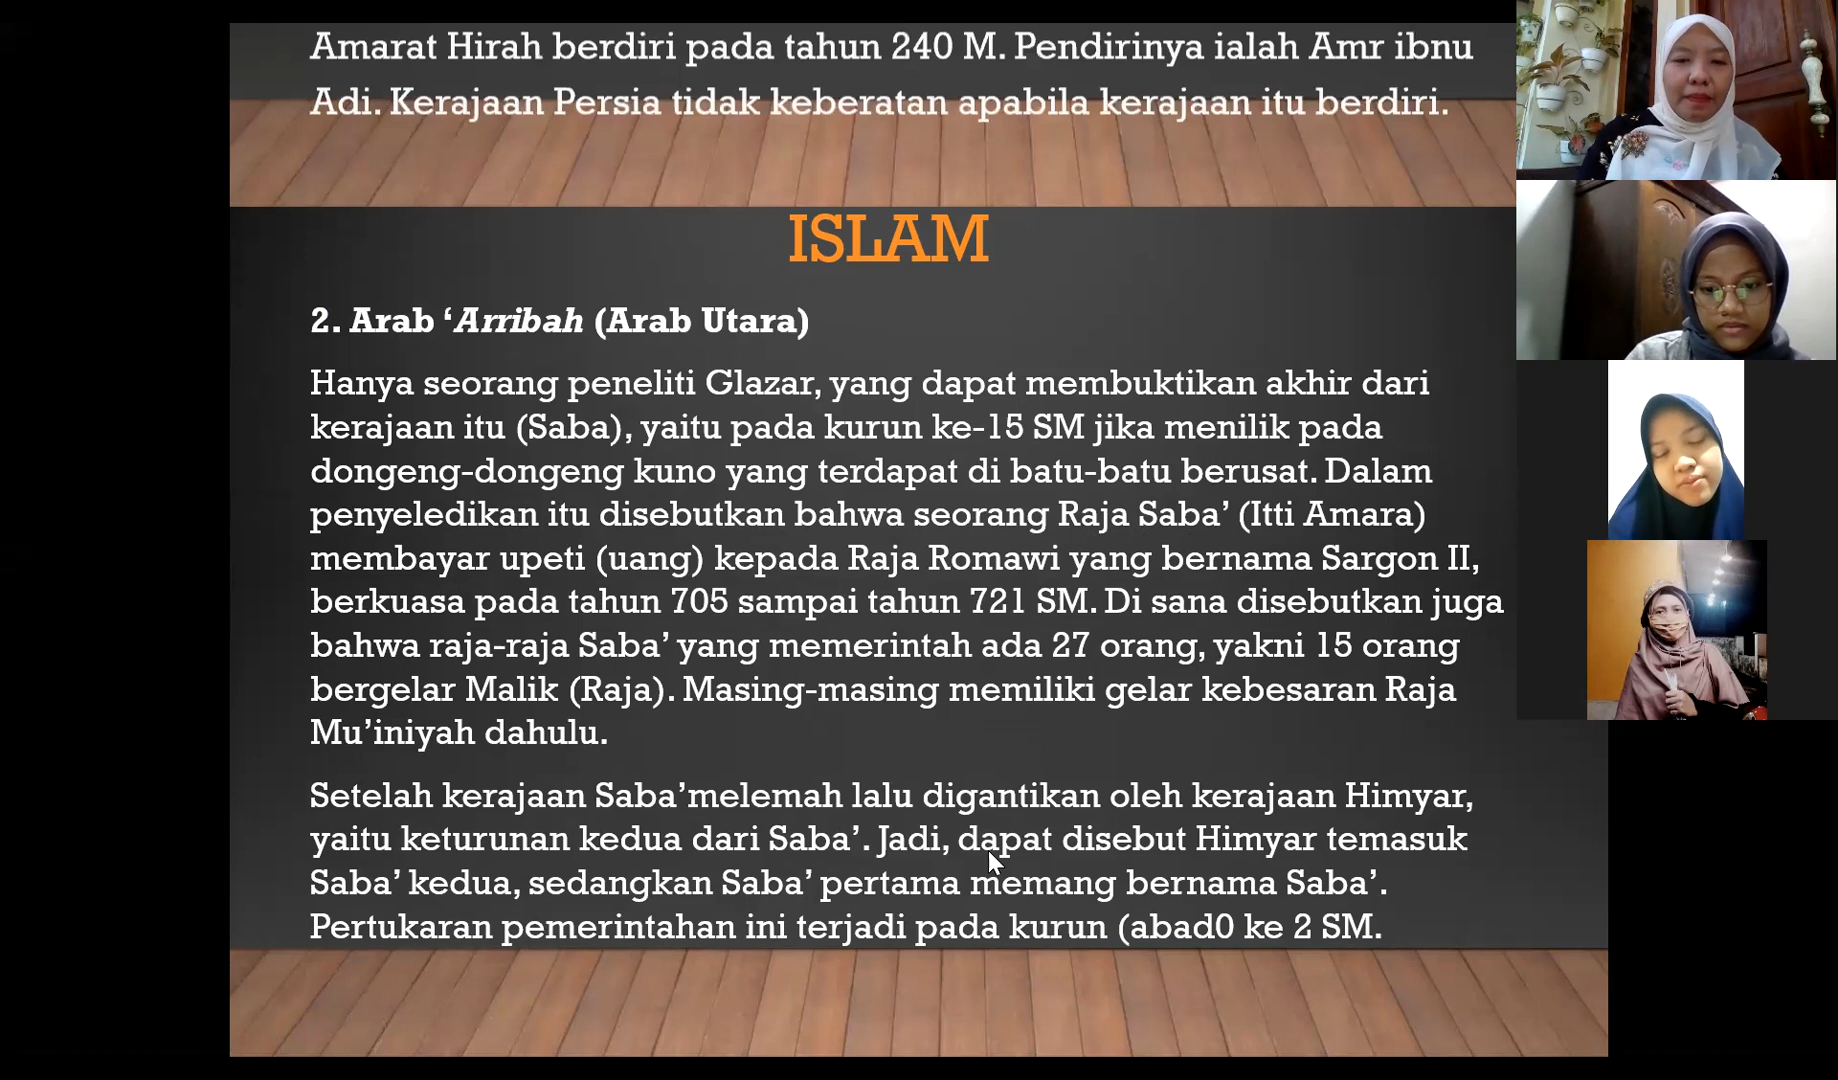 Amarat Hirah berdiri pada tahun 240 M. Pendirinya ialah Amr ibnu
Adi. Kerajaan Persia tidak keberatan apabila kerajaan itu berdiri.
ISLAM
2. Arab ‘Arribah (Arab Utara)
Hanya seorang peneliti Glazar, yang dapat membuktikan akhir dari
kerajaan itu (Saba), yaitu pada kurun ke-15 SM jika menilik pada
dongeng-dongeng kuno yang terdapat di batu-batu berusat. Dalam
penyeledikan itu disebutkan bahwa seorang Raja Saba’ (Itti Amara)
membayar upeti (uang) kepada Raja Romawi yang bernama Sargon II,
berkuasa pada tahun 705 sampai tahun 721 SM. Di sana disebutkan juga
bahwa raja-raja Saba’ yang memerintah ada 27 orang, yakni 15 orang
bergelar Malik (Raja). Masing-masing memiliki gelar kebesaran Raja
Mu’iniyah dahulu.
Setelah kerajaan Saba’melemah lalu digantikan oleh kerajaan Himyar,
yaitu keturunan kedua dari Saba’. Jadi, dapat disebut Himyar temasuk
Saba’ kedua, sedangkan Saba’ pertama memang bernama Saba’.
Pertukaran pemerintahan ini terjadi pada kurun (abad0 ke 2 SM.